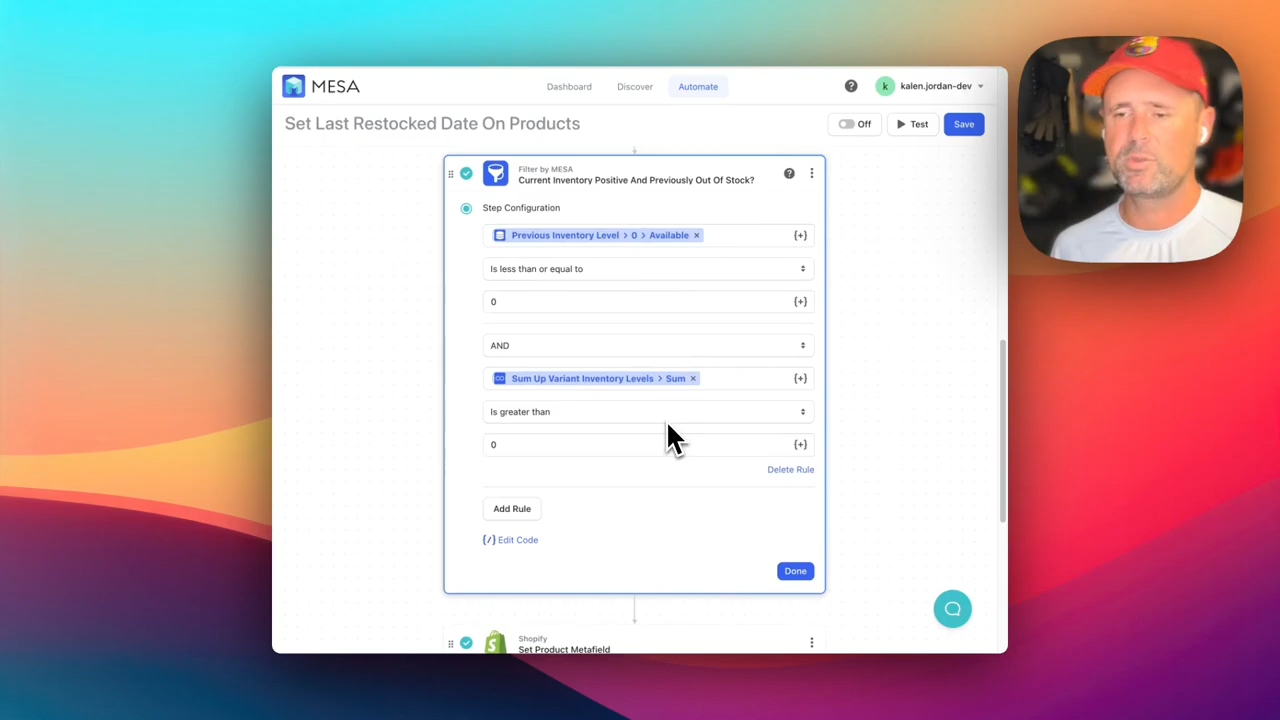 MESA
Dashboard
Discover
Automate
k
kalen.jordan-dev
Set Last Restocked Date On Products
Off
Test
Save
Filter by MESA
Current Inventory Positive And Previously Out Of Stock?
Step Configuration
Previous Inventory Level > 0 > Available ×
{+}
Is less than or equal to
0
{+}
AND
Sum Up Variant Inventory Levels > Sum ×
{+}
Is greater than
0
{+}
Delete Rule
Add Rule
{/} Edit Code
Done
Shopify
Set Product Metafield